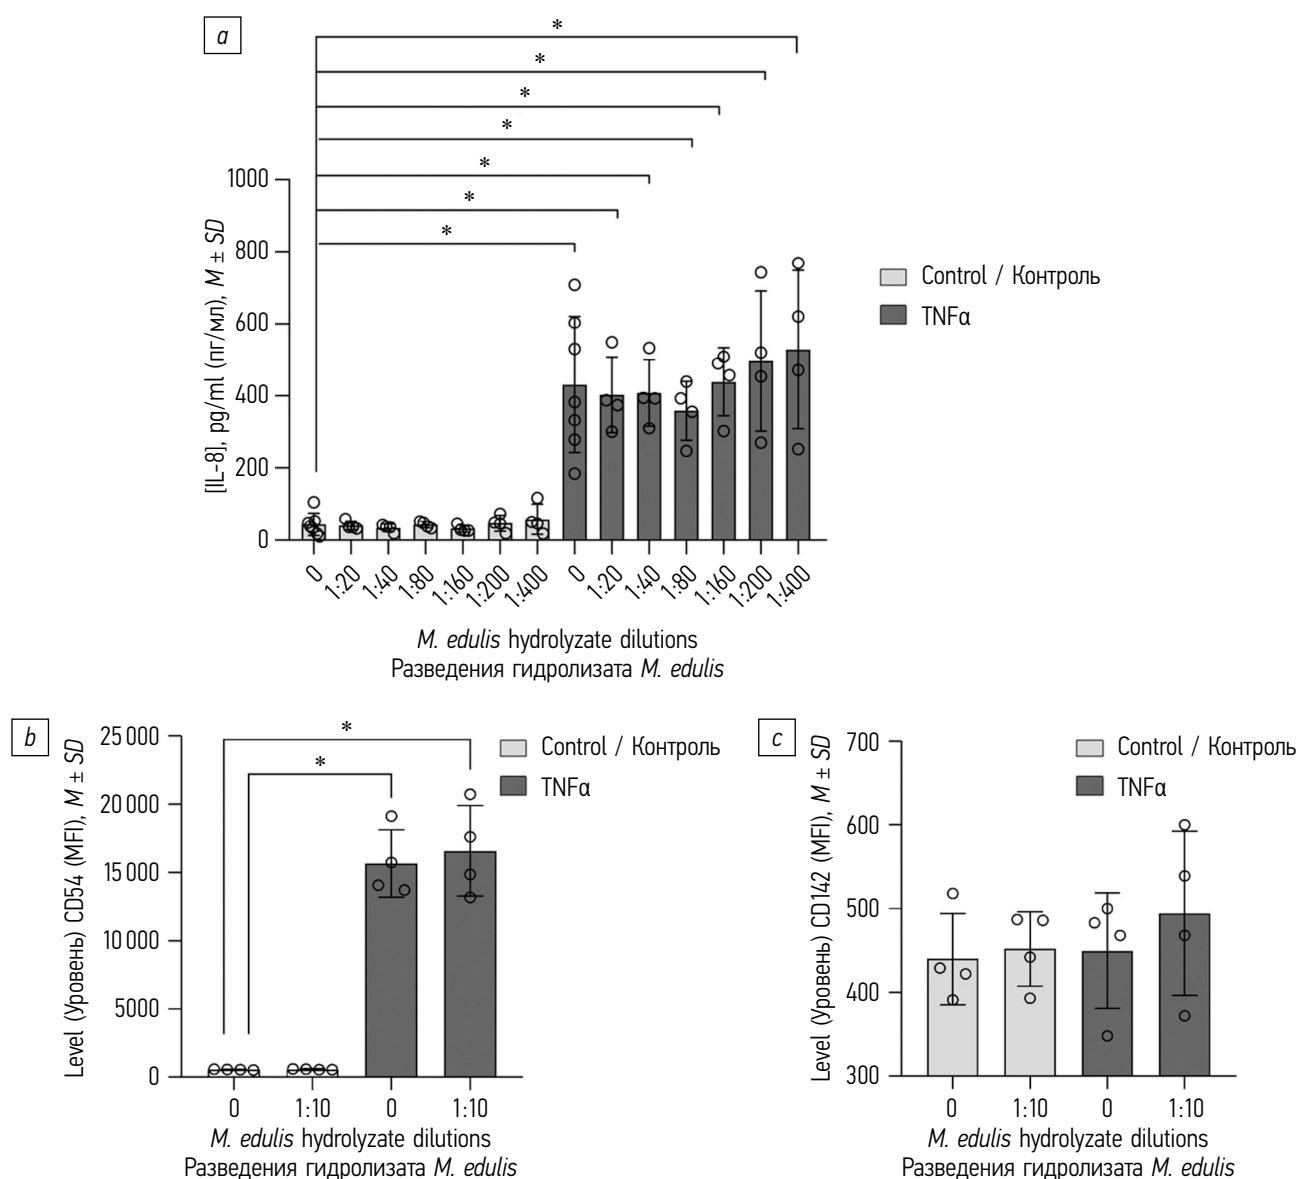 a
*
*
*
*
*
*
*
[IL-8], pg/ml (пг/мл), M ± SD
1000
800
600
400
200
0
Control / Контроль
TNFα
0 1:20 1:40 1:80 1:160 1:200 1:400 0 1:20 1:40 1:80 1:160 1:200 1:400
M. edulis hydrolyzate dilutions
Разведения гидролизата M. edulis
b
*
*
Level (Уровень) CD54 (MFI), M ± SD
25 000
20 000
15 000
10 000
5000
0
Control / Контроль
TNFα
0 1:10 0 1:10
M. edulis hydrolyzate dilutions
Разведения гидролизата M. edulis
c
Level (Уровень) CD142 (MFI), M ± SD
700
600
500
400
300
Control / Контроль
TNFα
0 1:10 0 1:10
M. edulis hydrolyzate dilutions
Разведения гидролизата M. edulis